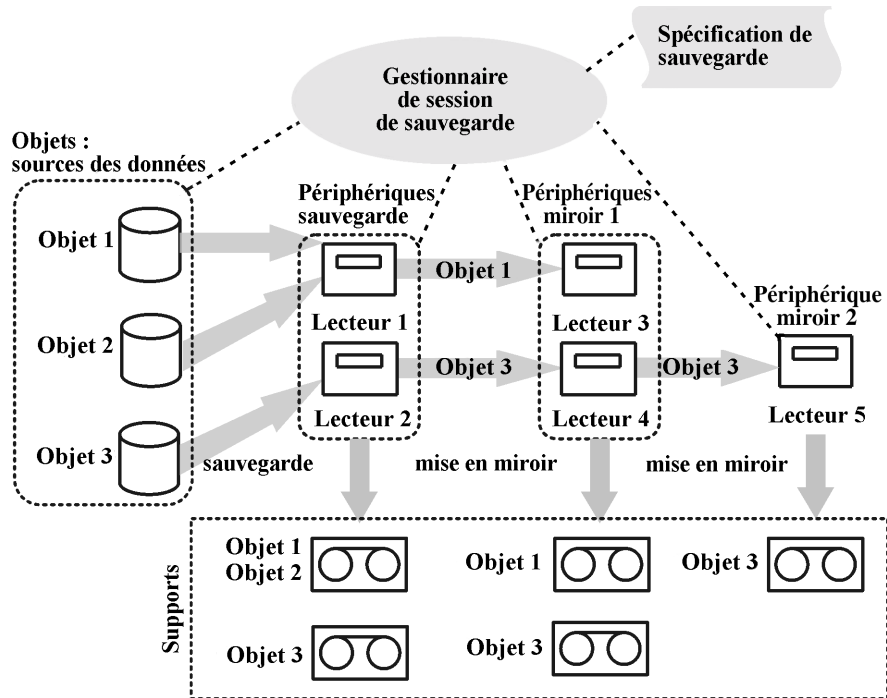 Spécification de
sauvegarde
Gestionnaire
de session
de sauvegarde
Objets :
sources des données
Périphériques
sauvegarde
Périphériques
miroir 1
Périphérique
miroir 2
Objet 1
Objet 2
Objet 3
Objet 1
Objet 3
Objet 3
Lecteur 1
Lecteur 2
Lecteur 3
Lecteur 4
Lecteur 5
sauvegarde
mise en miroir
mise en miroir
Supports
Objet 1
Objet 2
Objet 1
Objet 3
Objet 3
Objet 3